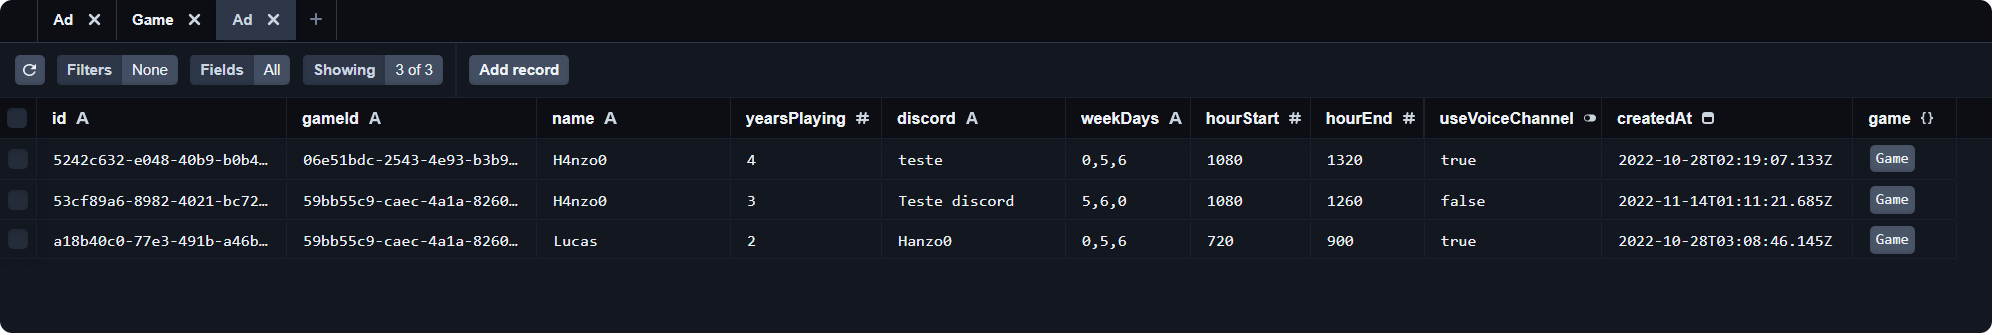 Ad Game Ad
Filters None Fields All Showing 3 of 3 Add record
id gameId name yearsPlaying discord weekDays hourStart hourEnd useVoiceChannel createdAt game {}
5242c632-e048-40b9-b0b4… 06e51bdc-2543-4e93-b3b9… H4nzo0 4 teste 0,5,6 1080 1320 true 2022-10-28T02:19:07.133Z Game
53cf89a6-8982-4021-bc72… 59bb55c9-caec-4a1a-8260… H4nzo0 3 Teste discord 5,6,0 1080 1260 false 2022-11-14T01:11:21.685Z Game
a18b40c0-77e3-491b-a46b… 59bb55c9-caec-4a1a-8260… Lucas 2 Hanzo0 0,5,6 720 900 true 2022-10-28T03:08:46.145Z Game